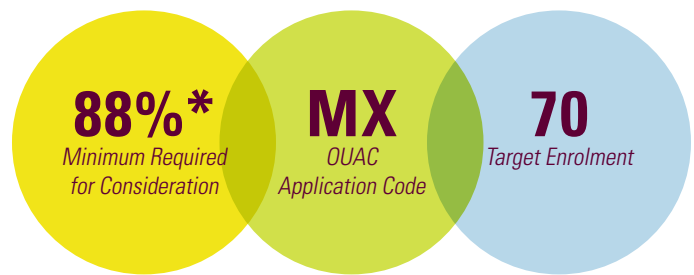 88%*
Minimum Required
for Consideration
MX
OUAC
Application Code
70
Target Enrolment